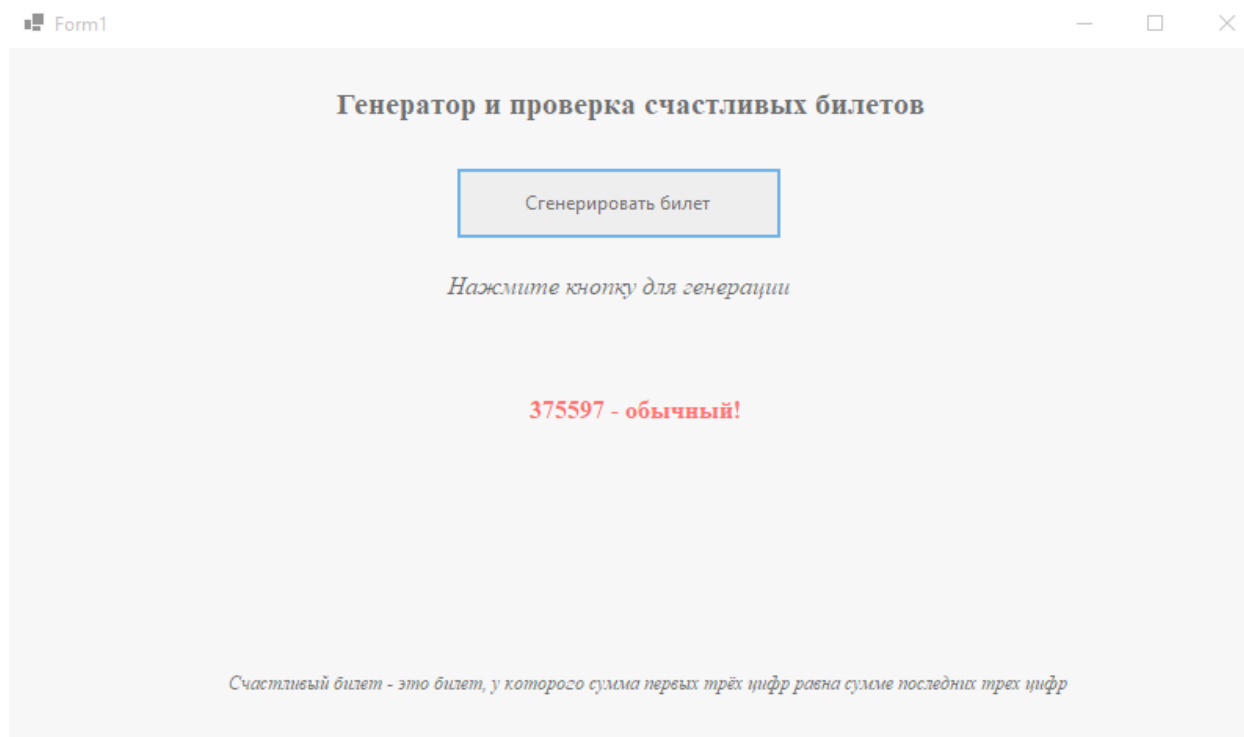 Form1
Генератор и проверка счастливых билетов
Сгенерировать билет
Нажмите кнопку для генерации
375597 - обычный!
Счастливый билет - это билет, у которого сумма первых трёх цифр равна сумме последних трех цифр